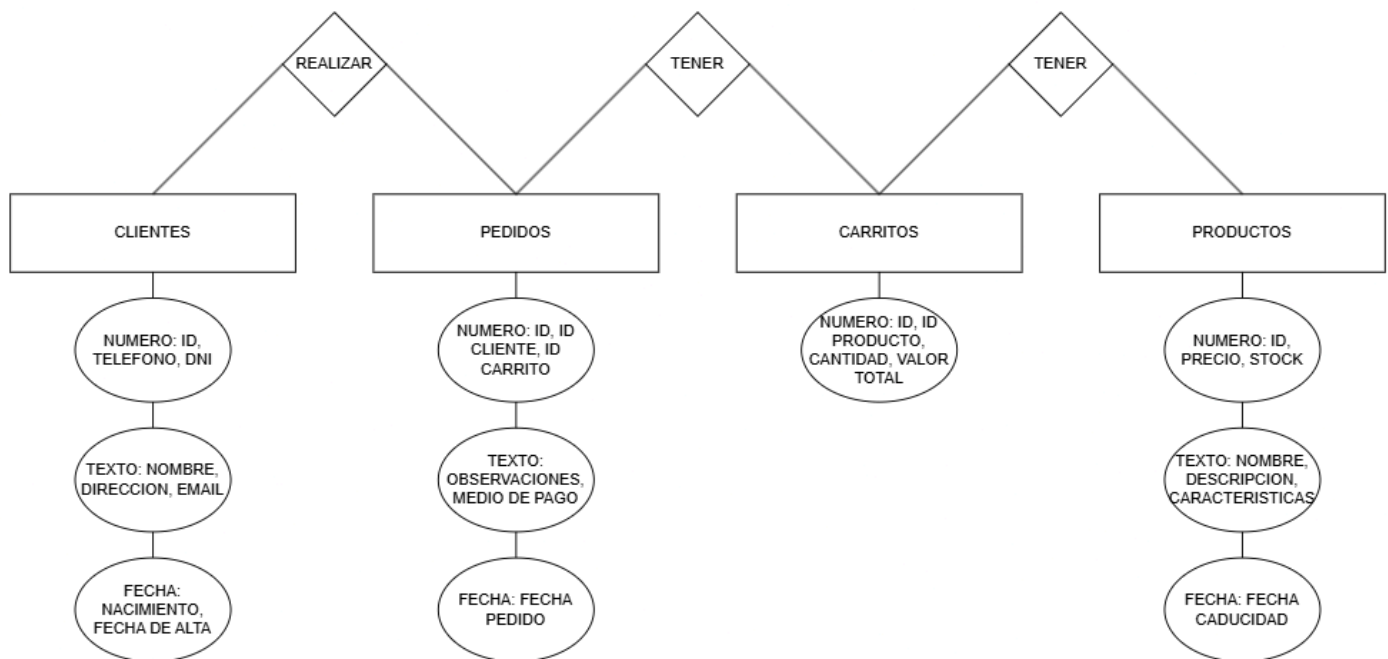 REALIZAR
TENER
TENER
CLIENTES
PEDIDOS
CARRITOS
PRODUCTOS
NUMERO: ID,
TELEFONO, DNI
NUMERO: ID, ID
CLIENTE, ID
CARRITO
NUMERO: ID, ID
PRODUCTO,
CANTIDAD, VALOR
TOTAL
NUMERO: ID,
PRECIO, STOCK
TEXTO: NOMBRE,
DIRECCION, EMAIL
TEXTO:
OBSERVACIONES,
MEDIO DE PAGO
TEXTO: NOMBRE,
DESCRIPCION,
CARACTERISTICAS
FECHA:
NACIMIENTO,
FECHA DE ALTA
FECHA: FECHA
PEDIDO
FECHA: FECHA
CADUCIDAD